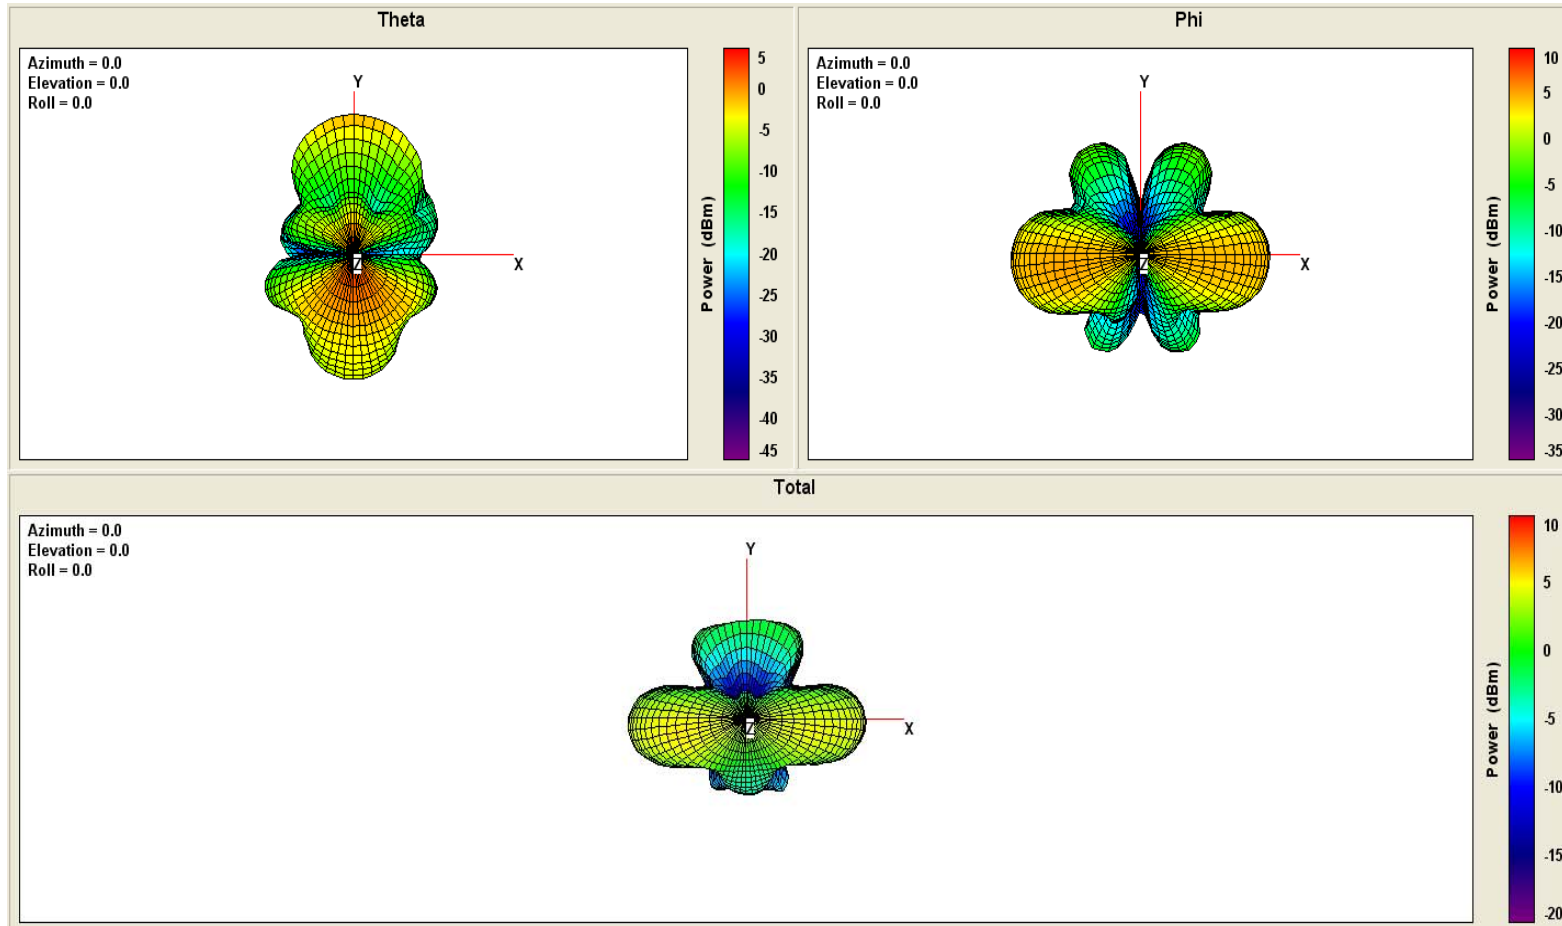 Theta
Azimuth = 0.0
Elevation = 0.0
Roll = 0.0
Y
X
Z
5
0
-5
-10
-15
-20
-25
-30
-35
-40
-45
Power (dBm)
Phi
Azimuth = 0.0
Elevation = 0.0
Roll = 0.0
Y
X
Z
10
5
0
-5
-10
-15
-20
-25
-30
-35
Power (dBm)
Total
Azimuth = 0.0
Elevation = 0.0
Roll = 0.0
Y
X
Z
10
5
0
-5
-10
-15
-20
Power (dBm)